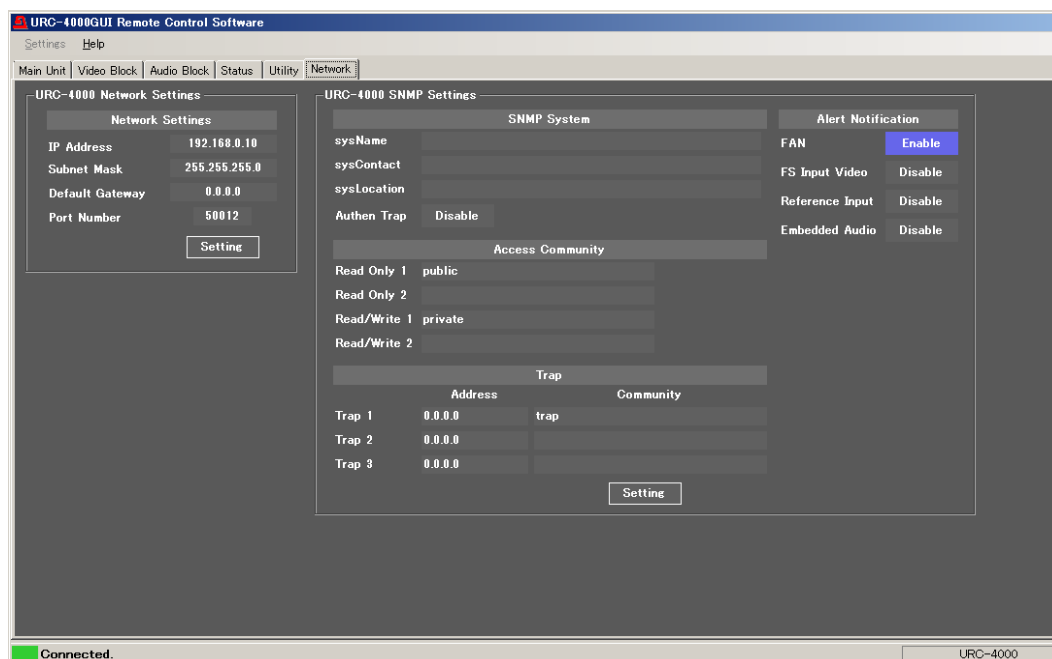 URC-4000GUI Remote Control Software
Settings Help
Main Unit Video Block Audio Block Status Utility Network
URC-4000 Network Settings
Network Settings
IP Address 192.168.0.10
Subnet Mask 255.255.255.0
Default Gateway 0.0.0.0
Port Number 50012
Setting
URC-4000 SNMP Settings
SNMP System
sysName
sysContact
sysLocation
Authen Trap Disable
Access Community
Read Only 1 public
Read Only 2
Read/Write 1 private
Read/Write 2
Trap
Address Community
Trap 1 0.0.0.0 trap
Trap 2 0.0.0.0
Trap 3 0.0.0.0
Setting
Alert Notification
FAN Enable
FS Input Video Disable
Reference Input Disable
Embedded Audio Disable
Connected. URC-4000